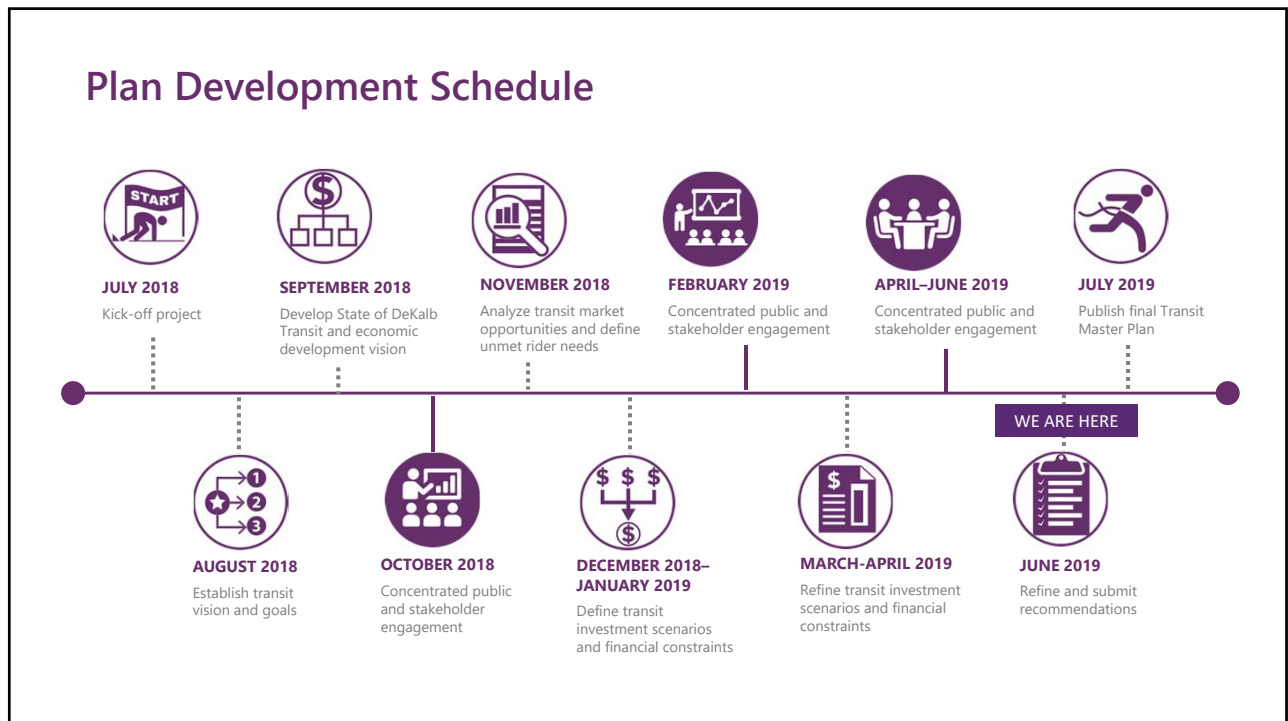 Plan Development Schedule
START
$
JULY 2018
Kick-off project
SEPTEMBER 2018
Develop State of DeKalb
Transit and economic
development vision
NOVEMBER 2018
Analyze transit market
opportunities and define
unmet rider needs
FEBRUARY 2019
Concentrated public and
stakeholder engagement
APRIL–JUNE 2019
Concentrated public and
stakeholder engagement
JULY 2019
Publish final Transit
Master Plan
WE ARE HERE
1
2
3
AUGUST 2018
Establish transit
vision and goals
OCTOBER 2018
Concentrated public
and stakeholder
engagement
$ $ $
$
DECEMBER 2018–
JANUARY 2019
Define transit
investment scenarios
and financial constraints
$
MARCH-APRIL 2019
Refine transit investment
scenarios and financial
constraints
JUNE 2019
Refine and submit
recommendations